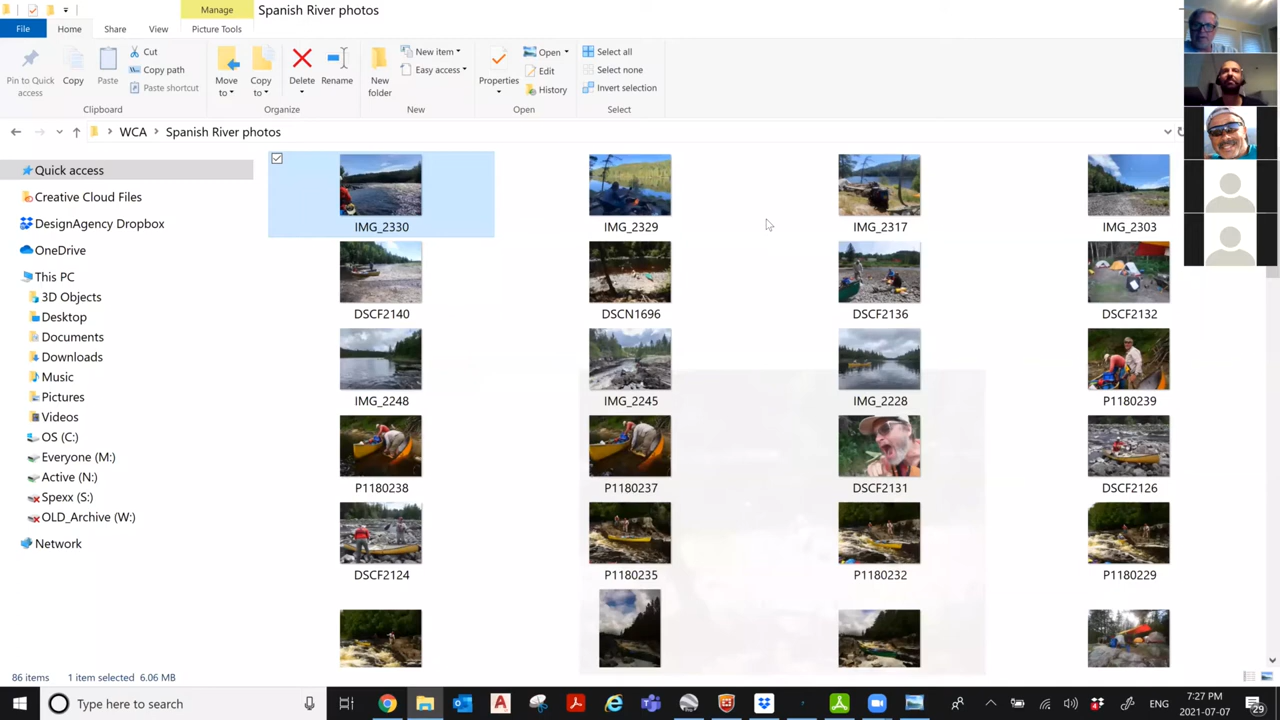 Manage
Spanish River photos
File
Home
Share
View
Picture Tools
Pin to Quick access
Copy
Paste
Cut
Copy path
Paste shortcut
Clipboard
Move to
Copy to
Delete
Rename
Organize
New folder
New item
Easy access
New
Properties
Open
Edit
History
Open
Select all
Select none
Invert selection
Select
WCA
Spanish River photos
Quick access
Creative Cloud Files
DesignAgency Dropbox
OneDrive
This PC
3D Objects
Desktop
Documents
Downloads
Music
Pictures
Videos
OS (C:)
Everyone (M:)
Active (N:)
Spexx (S:)
OLD_Archive (W:)
Network
IMG_2330
IMG_2329
IMG_2317
IMG_2303
DSCF2140
DSCN1696
DSCF2136
DSCF2132
IMG_2248
IMG_2245
IMG_2228
P1180239
P1180238
P1180237
DSCF2131
DSCF2126
DSCF2124
P1180235
P1180232
P1180229
86 items
1 item selected 6.06 MB
Type here to search
ENG
7:27 PM
2021-07-07
29